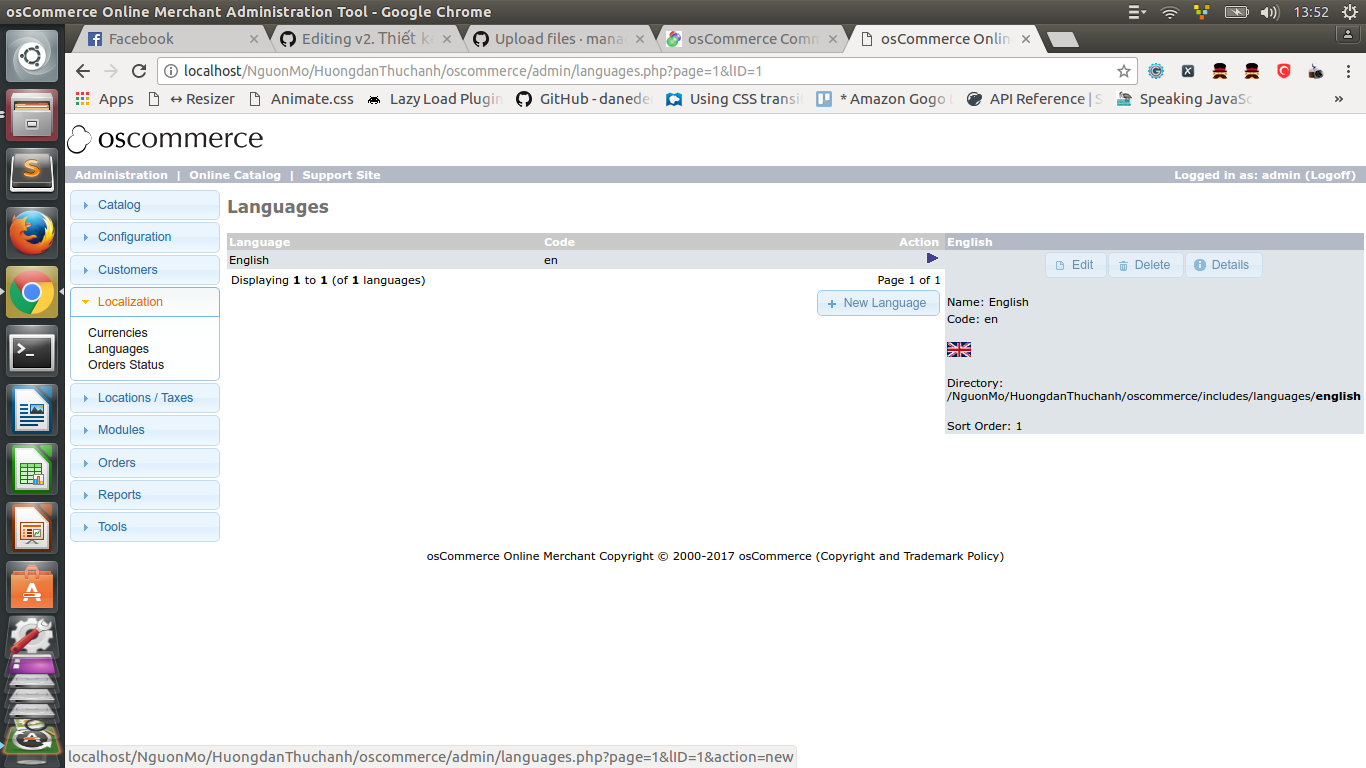 osCommerce Online Merchant Administration Tool - Google Chrome
13:52
Facebook
Editing v2. Thiết k
Upload files · mana
osCommerce Com
osCommerce Onlin
localhost/NguonMo/HuongdanThuchanh/oscommerce/admin/languages.php?page=1&lID=1
Apps
↔ Resizer
Animate.css
Lazy Load Plugin
GitHub - daneden
Using CSS transiti
* Amazon Gogo
API Reference | S
Speaking JavaSc
»
oscommerce
Administration | Online Catalog | Support Site
Logged in as: admin (Logoff)
Catalog
Configuration
Customers
Localization
Currencies
Languages
Orders Status
Locations / Taxes
Modules
Orders
Reports
Tools
Languages
Language Code Action
English en
Displaying 1 to 1 (of 1 languages)
Page 1 of 1
+ New Language
English
Edit Delete Details
Name: English
Code: en
Directory:
/NguonMo/HuongdanThuchanh/oscommerce/includes/languages/english
Sort Order: 1
osCommerce Online Merchant Copyright © 2000-2017 osCommerce (Copyright and Trademark Policy)
localhost/NguonMo/HuongdanThuchanh/oscommerce/admin/languages.php?page=1&lID=1&action=new